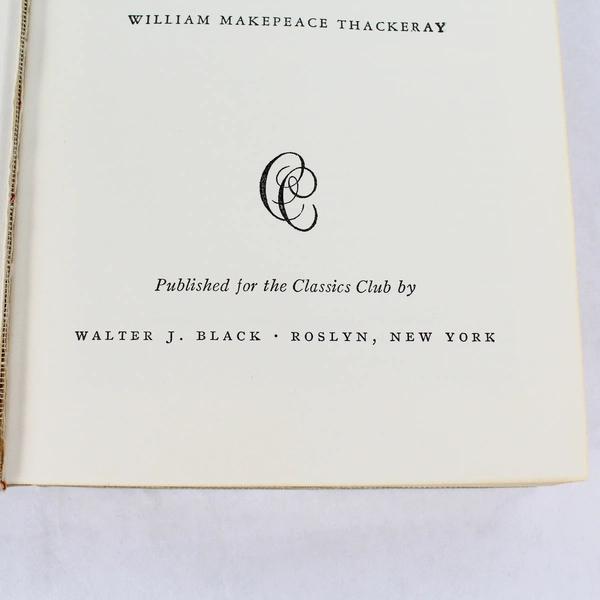 WILLIAM MAKEPEACE THACKERAY
CC
Published for the Classics Club by
WALTER J. BLACK · ROSLYN, NEW YORK